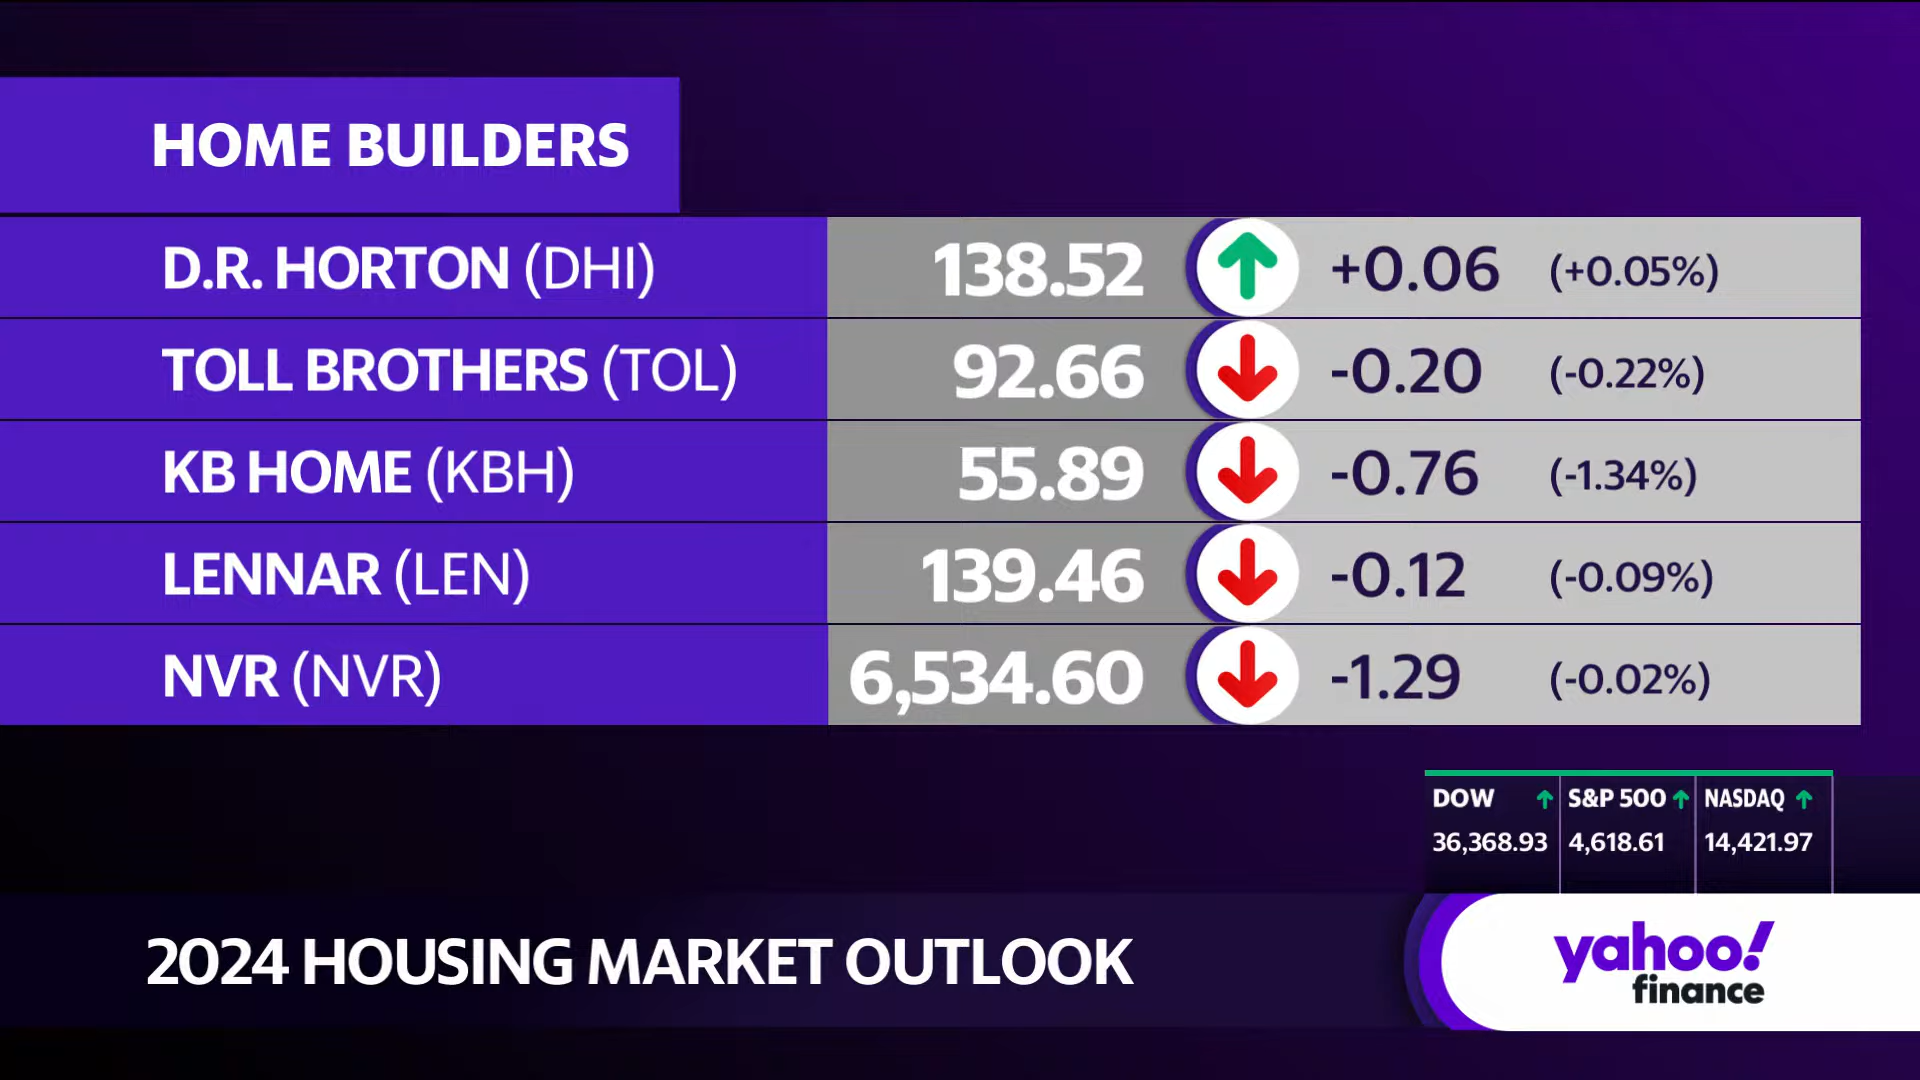 HOME BUILDERS
D.R. HORTON (DHI) 138.52 +0.06 (+0.05%)
TOLL BROTHERS (TOL) 92.66 -0.20 (-0.22%)
KB HOME (KBH) 55.89 -0.76 (-1.34%)
LENNAR (LEN) 139.46 -0.12 (-0.09%)
NVR (NVR) 6,534.60 -1.29 (-0.02%)
DOW S&P 500 NASDAQ
36,368.93 4,618.61 14,421.97
2024 HOUSING MARKET OUTLOOK
yahoo!
finance